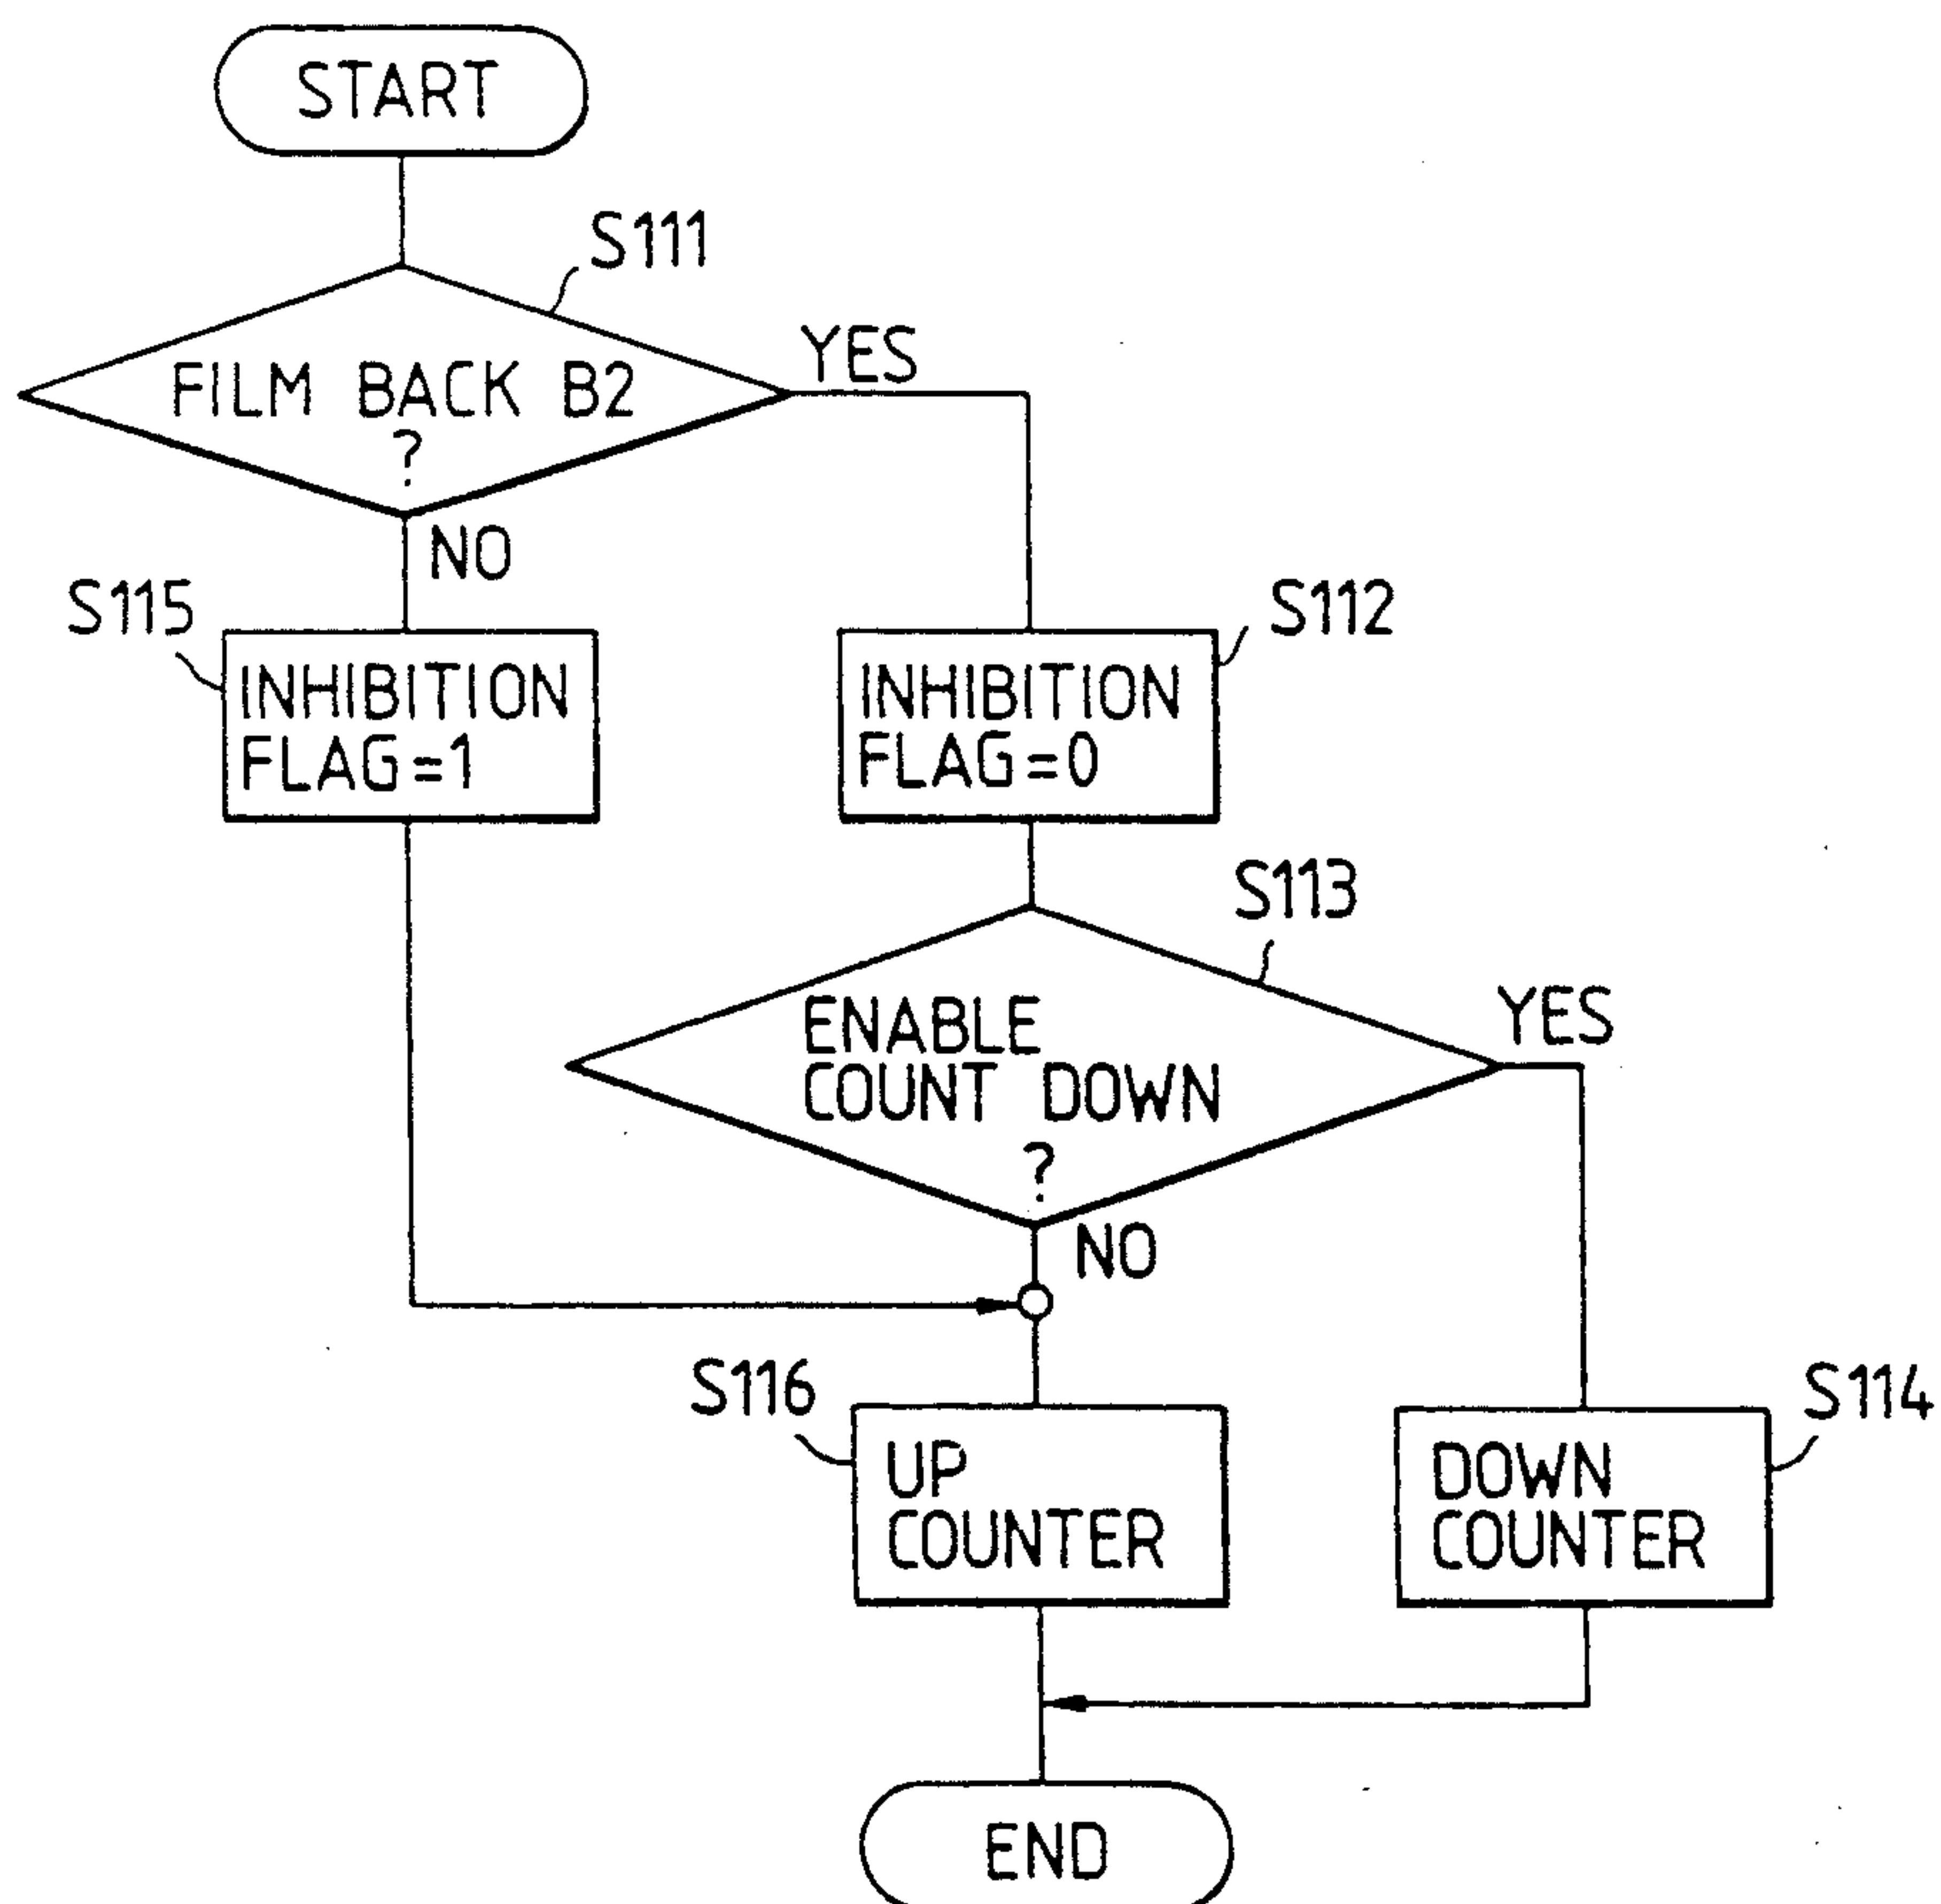 START
S111
FILM BACK B2
?
YES
NO
S115
S112
INHIBITION
FLAG=1
INHIBITION
FLAG=0
S113
ENABLE
COUNT DOWN
?
YES
NO
S116
S114
UP
COUNTER
DOWN
COUNTER
END